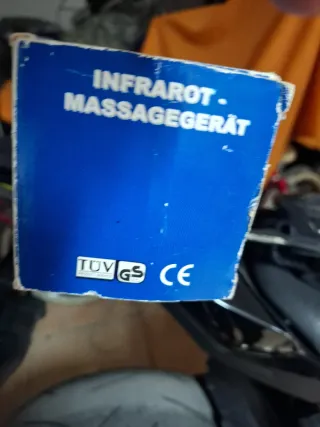 INFRAROT -
MASSAGEGERÄT
TÜV GS CE